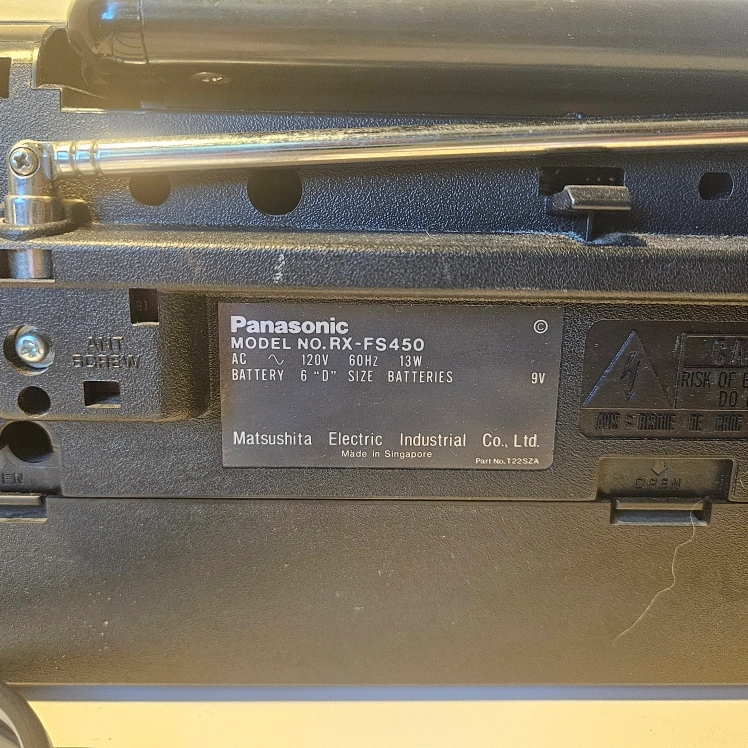 Panasonic
©
MODEL NO. RX-FS450
AC ∿ 120V 60Hz 13W
BATTERY 6 "D" SIZE BATTERIES 9V
Matsushita Electric Industrial Co., Ltd.
Made in Singapore
Part No. T22SZA
ANT
SCREW
RISK OF
DO
OPEN